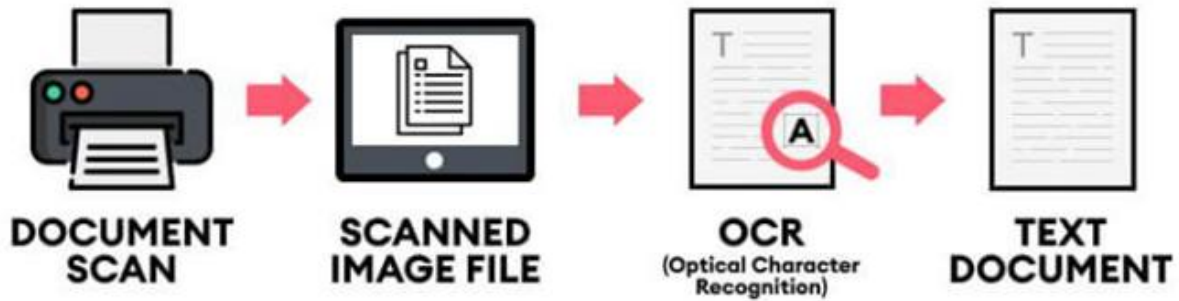 T
A
T
DOCUMENT
SCAN
SCANNED
IMAGE FILE
OCR
(Optical Character
Recognition)
TEXT
DOCUMENT